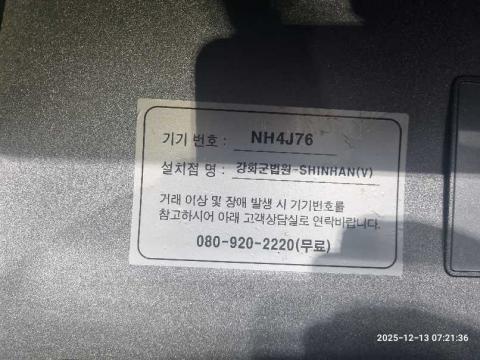 기기 번호 : NH4J76
설치점 명 : 강화군법원-SHINHAN(V)
거래 이상 및 장애 발생 시 기기번호를
참고하시어 아래 고객상담실로 연락바랍니다.
080-920-2220(무료)
2025-12-13 07:21:36